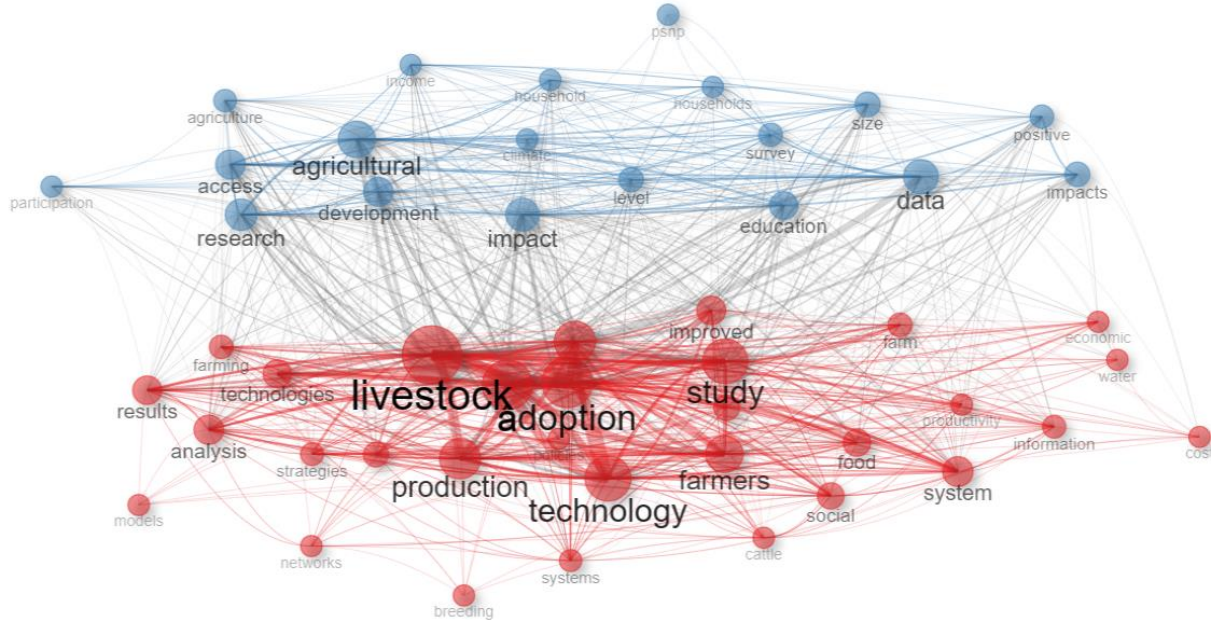 psnp
income
household
households
agriculture
size
positive
climate
survey
agricultural
access
level
impacts
participation
development
data
education
research
impact
improved
farm
economic
farming
water
technologies
livestock
study
results
adoption
productivity
analysis
information
cost
strategies
policies
food
production
farmers
system
technology
social
models
networks
cattle
systems
breeding